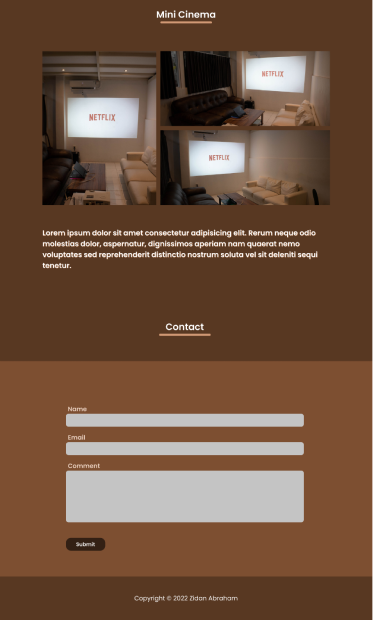 Mini Cinema
NETFLIX
NETFLIX
NETFLIX
Lorem ipsum dolor sit amet consectetur adipisicing elit. Rerum neque odio
molestias dolor, aspernatur, dignissimos aperiam nam quaerat nemo
voluptates sed reprehenderit distinctio nostrum soluta vel sit deleniti sequi
tenetur.
Contact
Name
Email
Comment
Submit
Copyright © 2022 Zidan Abraham